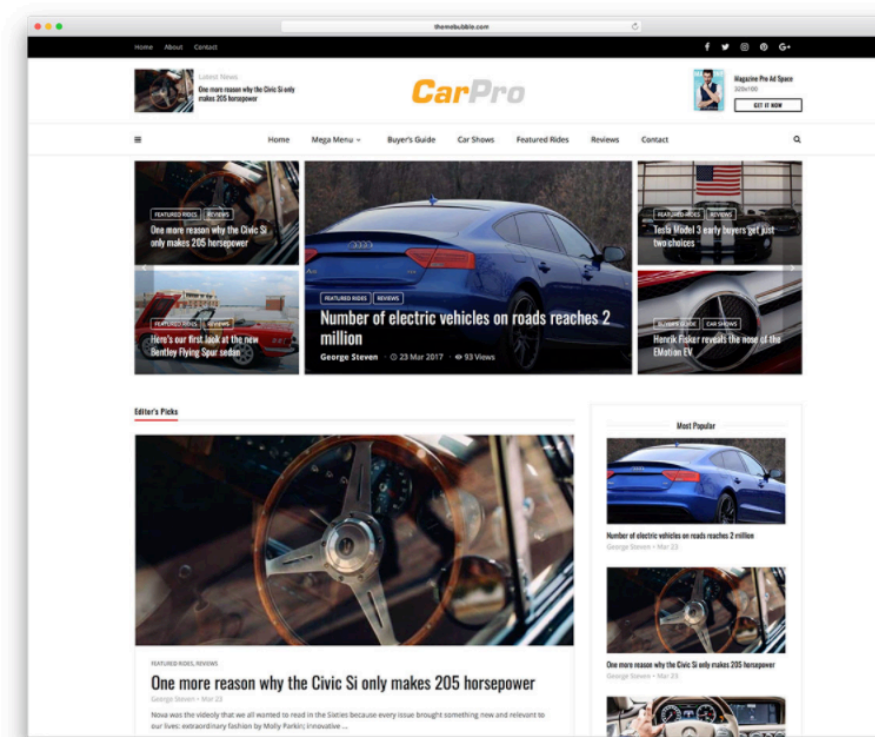 themebubble.com
Home About Contact
Latest News
One more reason why the Civic Si only
makes 205 horsepower
CarPro
Magazine Pro Ad Space
320x100
GET IT NOW
Home Mega Menu Buyer's Guide Car Shows Featured Rides Reviews Contact
FEATURED RIDES REVIEWS
One more reason why the Civic Si
only makes 205 horsepower
FEATURED RIDES REVIEWS
Here's our first look at the new
Bentley Flying Spur sedan
FEATURED RIDES REVIEWS
Number of electric vehicles on roads reaches 2
million
George Steven · 23 Mar 2017 · 93 Views
FEATURED RIDES REVIEWS
Tesla Model 3 early buyers get just
two choices
BUYER'S GUIDE CAR SHOWS
Henrik Fisker reveals the nose of the
EMotion EV
Editor's Picks
FEATURED RIDES, REVIEWS
One more reason why the Civic Si only makes 205 horsepower
George Steven • Mar 23
Nova was the videoly that we all wanted to read in the Sixties because every issue brought something new and relevant to
our lives: extraordinary fashion by Molly Parkin; innovative ...
Most Popular
Number of electric vehicles on roads reaches 2 million
George Steven • Mar 23
One more reason why the Civic Si only makes 205 horsepower
George Steven • Mar 23